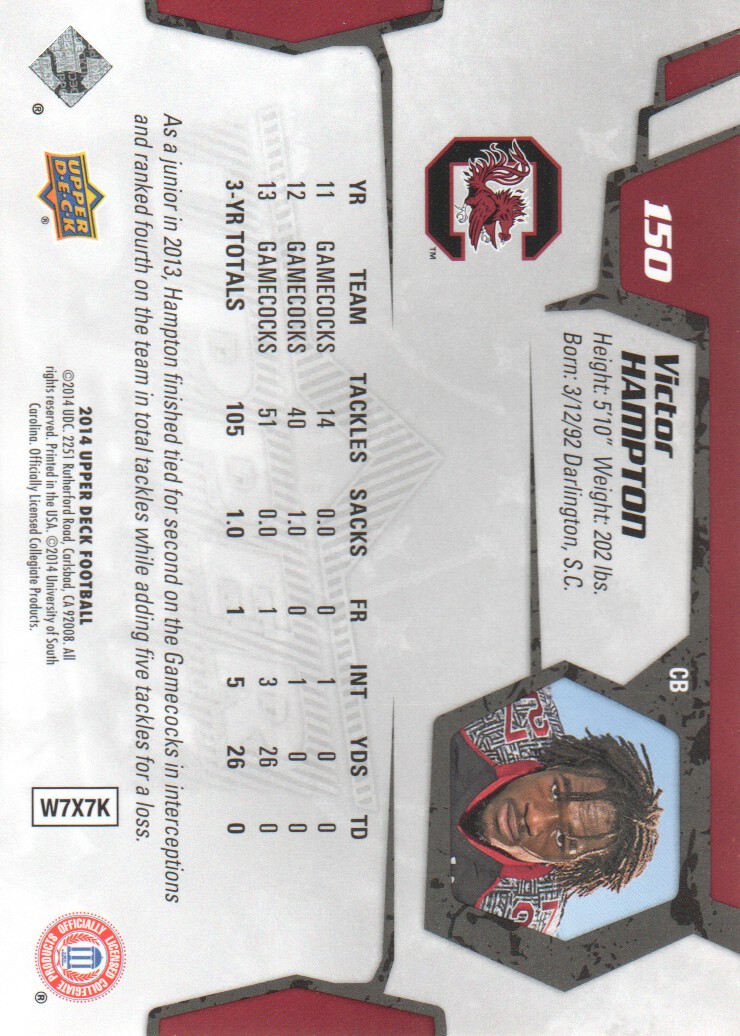 150
Victor
HAMPTON
Height: 5'10" Weight: 202 lbs.
Born: 3/12/92 Darlington, S.C.
CB
TM
YR TEAM TACKLES SACKS FR INT YDS TD
11 GAMECOCKS 14 0.0 0 1 0 0
12 GAMECOCKS 40 1.0 0 1 0 0
13 GAMECOCKS 51 0.0 1 3 26 0
3-YR TOTALS 105 1.0 1 5 26 0
As a junior in 2013, Hampton finished tied for second on the Gamecocks in interceptions
and ranked fourth on the team in total tackles while adding five tackles for a loss.
®
UPPER
DECK
®
2014 UPPER DECK FOOTBALL
©2014 UDC. 2251 Rutherford Road, Carlsbad, CA 92008. All
rights reserved. Printed in the USA. ©2014 University of South
Carolina. Officially Licensed Collegiate Products.
W7X7K
OFFICIALLY LICENSED
COLLEGIATE PRODUCTS
®